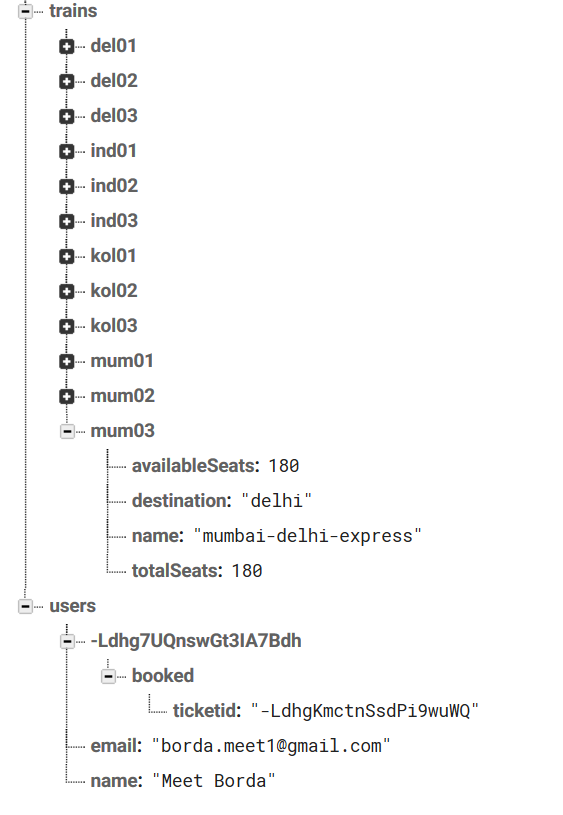 trains
del01
del02
del03
ind01
ind02
ind03
kol01
kol02
kol03
mum01
mum02
mum03
availableSeats: 180
destination: "delhi"
name: "mumbai-delhi-express"
totalSeats: 180
users
-Ldhg7UQnswGt3IA7Bdh
booked
ticketid: "-LdhgKmctnSsdPi9wuWQ"
email: "borda.meet1@gmail.com"
name: "Meet Borda"